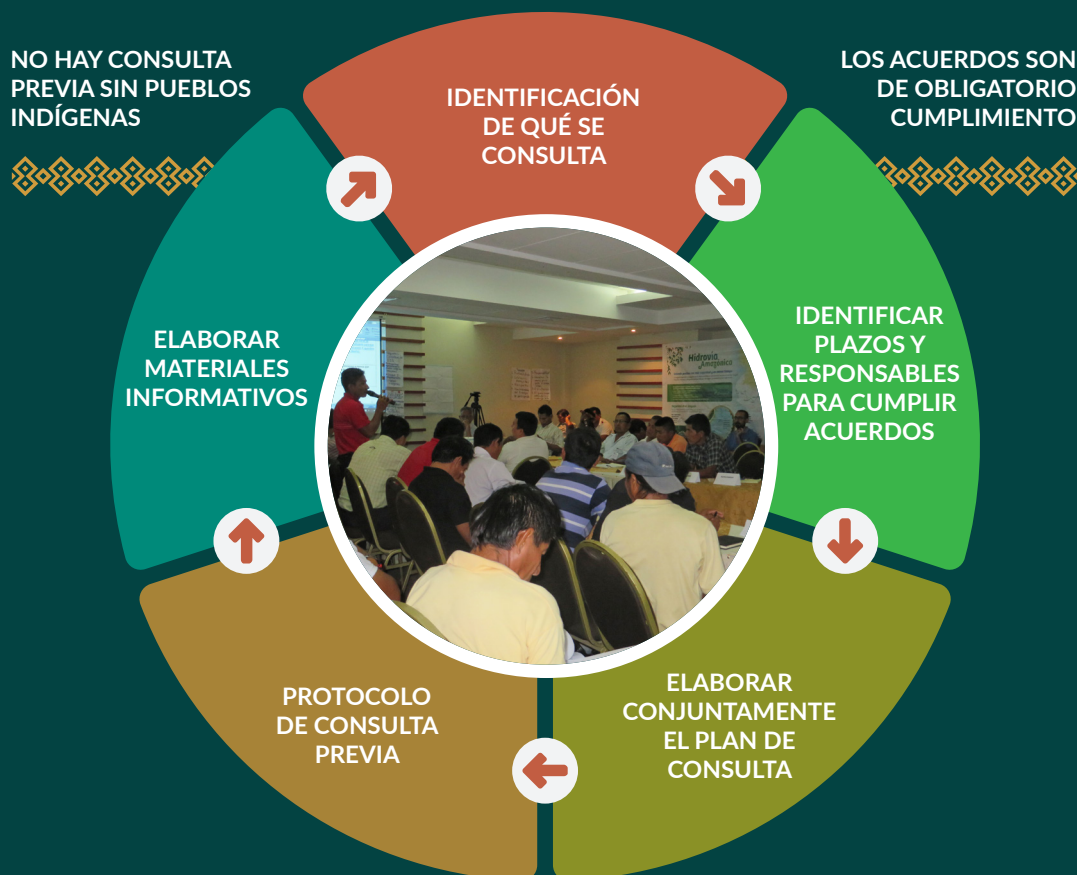 NO HAY CONSULTA
PREVIA SIN PUEBLOS
INDÍGENAS
LOS ACUERDOS SON
DE OBLIGATORIO
CUMPLIMIENTO
IDENTIFICACIÓN
DE QUÉ SE
CONSULTA
IDENTIFICAR
PLAZOS Y
RESPONSABLES
PARA CUMPLIR
ACUERDOS
ELABORAR
CONJUNTAMENTE
EL PLAN DE
CONSULTA
PROTOCOLO
DE CONSULTA
PREVIA
ELABORAR
MATERIALES
INFORMATIVOS
Hidrovía
Amazónica